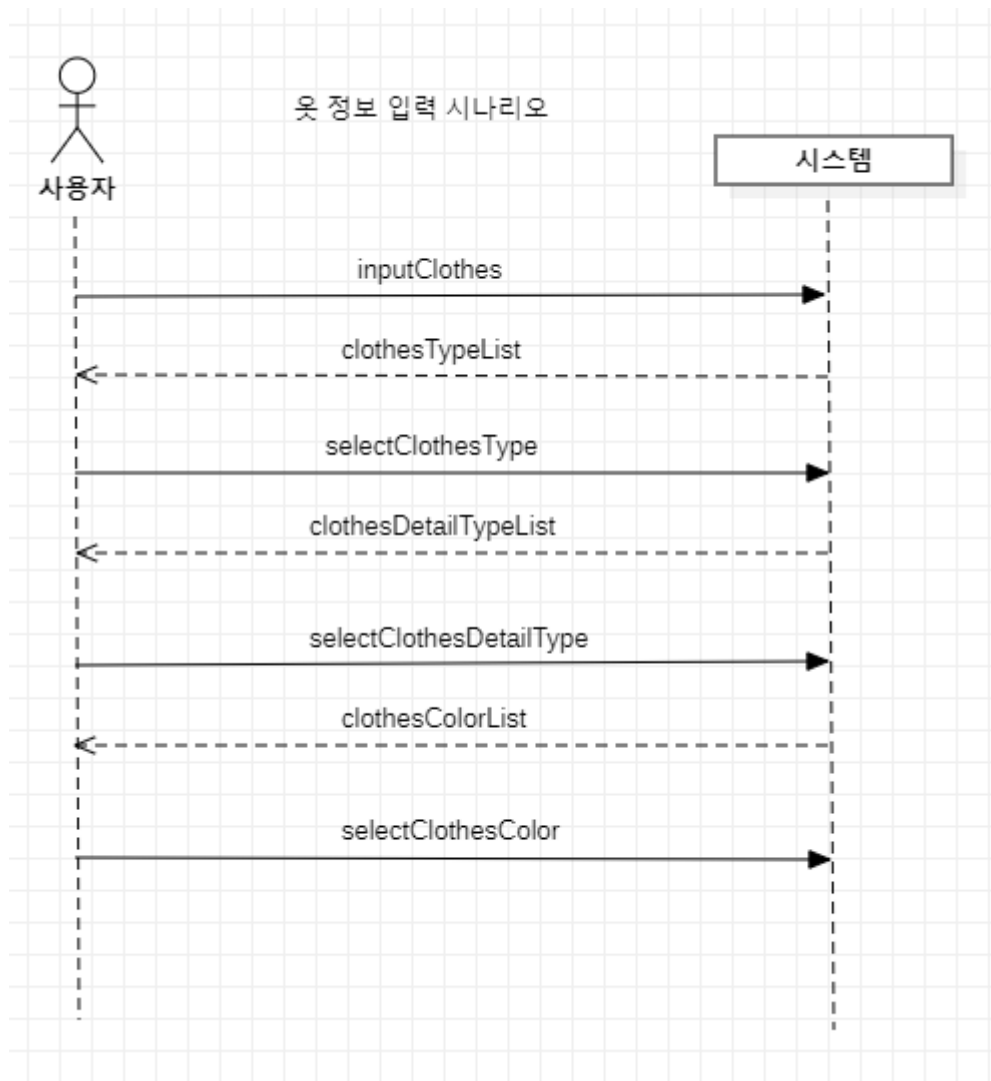 옷 정보 입력 시나리오
시스템
사용자
inputClothes
clothesTypeList
selectClothesType
clothesDetailTypeList
selectClothesDetailType
clothesColorList
selectClothesColor